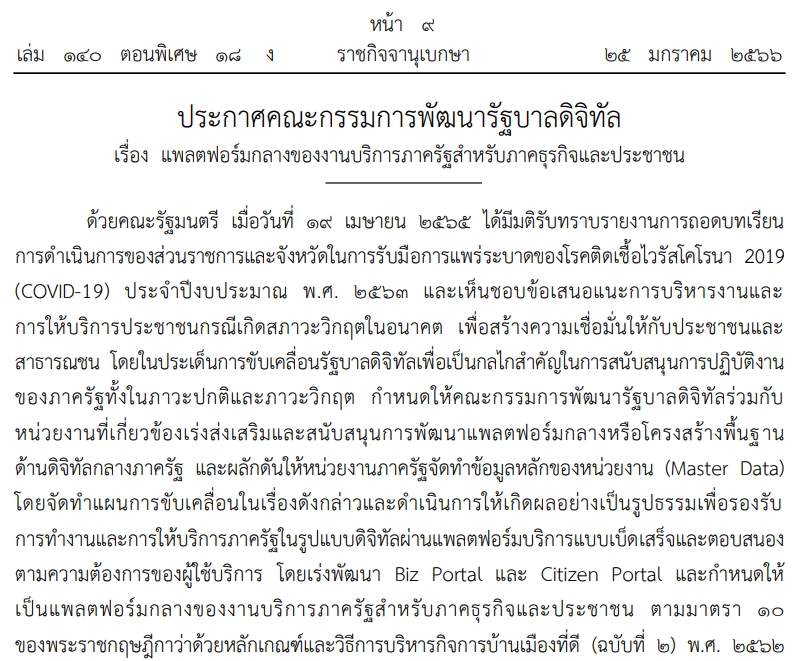 หน้า ๙
เล่ม ๑๔๐ ตอนพิเศษ ๑๘ ง ราชกิจจานุเบกษา ๒๕ มกราคม ๒๕๖๖
ประกาศคณะกรรมการพัฒนารัฐบาลดิจิทัล
เรื่อง แพลตฟอร์มกลางของงานบริการภาครัฐสำหรับภาคธุรกิจและประชาชน
ด้วยคณะรัฐมนตรี เมื่อวันที่ ๑๙ เมษายน ๒๕๖๕ ได้มีมติรับทราบรายงานการถอดบทเรียน
การดำเนินการของส่วนราชการและจังหวัดในการรับมือการแพร่ระบาดของโรคติดเชื้อไวรัสโคโรนา 2019
(COVID-19) ประจำปีงบประมาณ พ.ศ. ๒๕๖๓ และเห็นชอบข้อเสนอแนะการบริหารงานและ
การให้บริการประชาชนกรณีเกิดสภาวะวิกฤตในอนาคต เพื่อสร้างความเชื่อมั่นให้กับประชาชนและ
สาธารณชน โดยในประเด็นการขับเคลื่อนรัฐบาลดิจิทัลเพื่อเป็นกลไกสำคัญในการสนับสนุนการปฏิบัติงาน
ของภาครัฐทั้งในภาวะปกติและภาวะวิกฤต กำหนดให้คณะกรรมการพัฒนารัฐบาลดิจิทัลร่วมกับ
หน่วยงานที่เกี่ยวข้องเร่งส่งเสริมและสนับสนุนการพัฒนาแพลตฟอร์มกลางหรือโครงสร้างพื้นฐาน
ด้านดิจิทัลกลางภาครัฐ และผลักดันให้หน่วยงานภาครัฐจัดทำข้อมูลหลักของหน่วยงาน (Master Data)
โดยจัดทำแผนการขับเคลื่อนในเรื่องดังกล่าวและดำเนินการให้เกิดผลอย่างเป็นรูปธรรมเพื่อรองรับ
การทำงานและการให้บริการภาครัฐในรูปแบบดิจิทัลผ่านแพลตฟอร์มบริการแบบเบ็ดเสร็จและตอบสนอง
ตามความต้องการของผู้ใช้บริการ โดยเร่งพัฒนา Biz Portal และ Citizen Portal และกำหนดให้
เป็นแพลตฟอร์มกลางของงานบริการภาครัฐสำหรับภาคธุรกิจและประชาชน ตามมาตรา ๑๐
ของพระราชกฤษฎีกาว่าด้วยหลักเกณฑ์และวิธีการบริหารกิจการบ้านเมืองที่ดี (ฉบับที่ ๒) พ.ศ. ๒๕๖๒